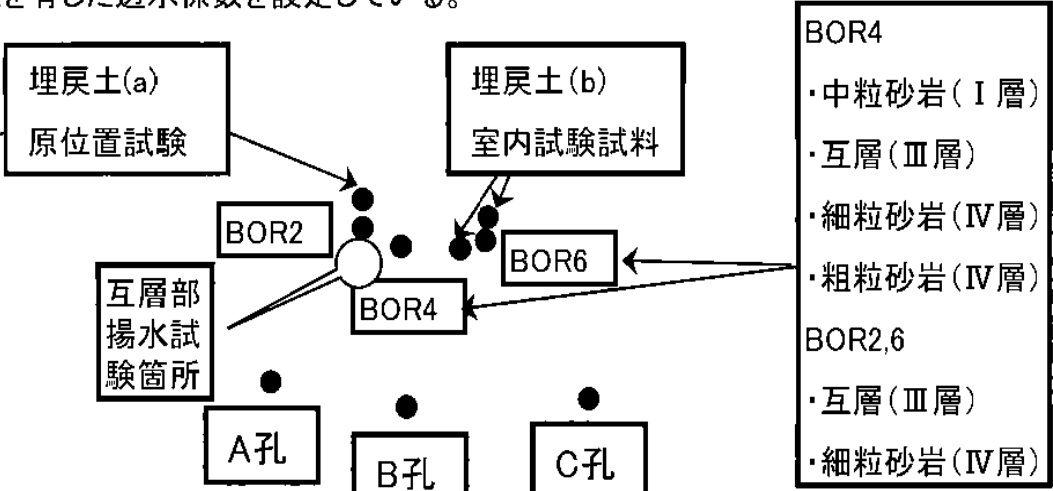 を有した透水係数を設定している。
埋戻土(a)
原位置試験
埋戻土(b)
室内試験試料
BOR2
BOR6
BOR4
互層部
揚水試
験箇所
A孔
B孔
C孔
BOR4
・中粒砂岩(Ⅰ層)
・互層(Ⅲ層)
・細粒砂岩(Ⅳ層)
・粗粒砂岩(Ⅳ層)
BOR2,6
・互層(Ⅲ層)
・細粒砂岩(Ⅳ層)